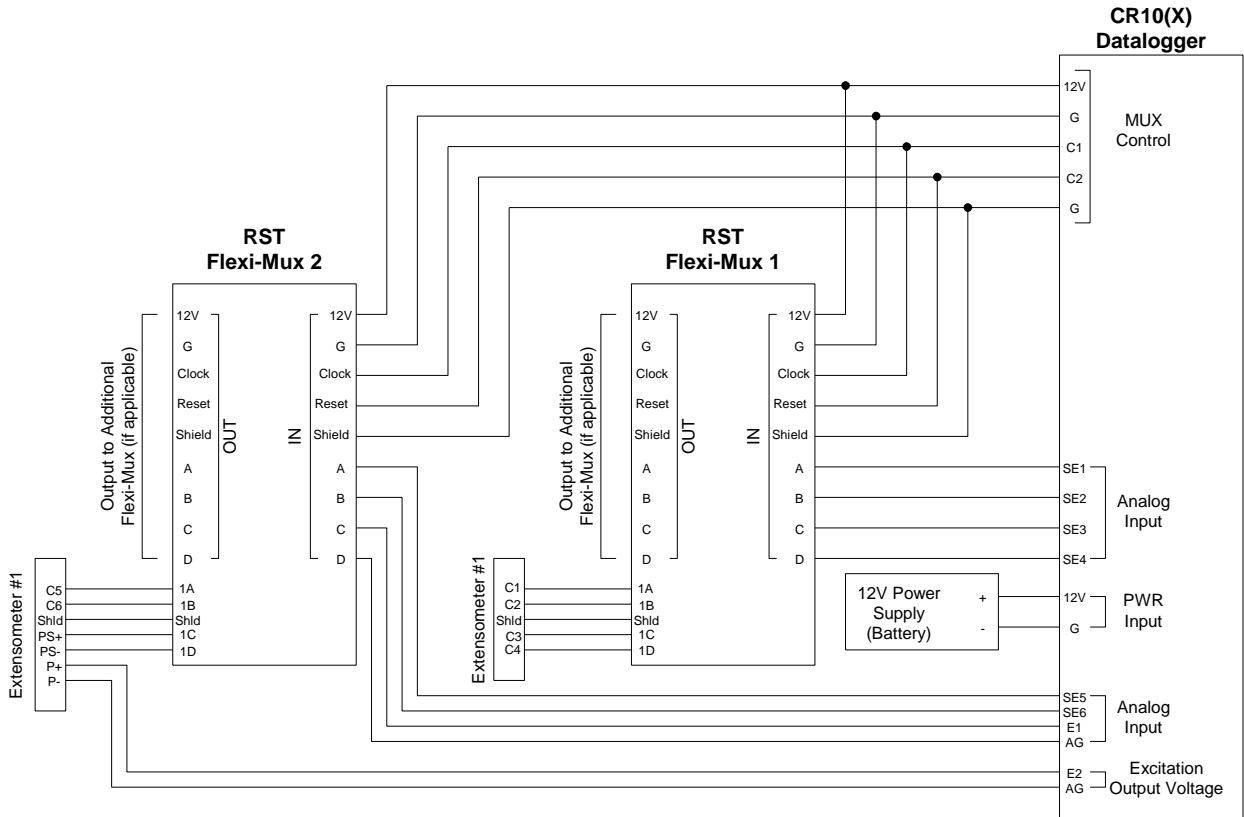 CR10(X)
Datalogger
12V
G
C1
C2
G
MUX
Control
RST
Flexi-Mux 2
Output to Additional
Flexi-Mux (if applicable)
12V
G
Clock
Reset
Shield
A
B
C
D
OUT
IN
12V
G
Clock
Reset
Shield
A
B
C
D
1A
1B
Shld
1C
1D
Extensometer #1
C5
C6
Shld
PS+
PS-
P+
P-
RST
Flexi-Mux 1
Output to Additional
Flexi-Mux (if applicable)
12V
G
Clock
Reset
Shield
A
B
C
D
OUT
IN
12V
G
Clock
Reset
Shield
A
B
C
D
1A
1B
Shld
1C
1D
Extensometer #1
C1
C2
Shld
C3
C4
SE1
SE2
SE3
SE4
Analog
Input
12V Power
Supply
(Battery)
+
-
12V
G
PWR
Input
SE5
SE6
E1
AG
Analog
Input
E2
AG
Excitation
Output Voltage